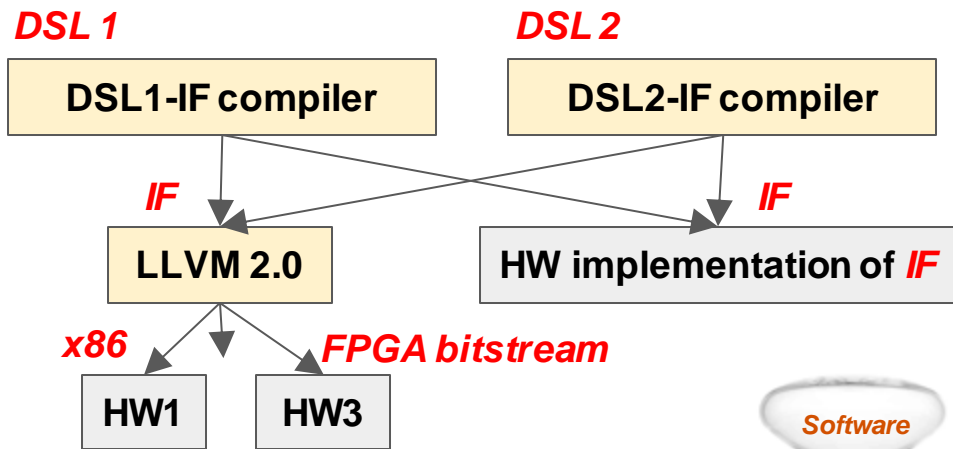 DSL 1
DSL 2
DSL1-IF compiler
DSL2-IF compiler
IF
IF
LLVM 2.0
HW implementation of IF
x86
FPGA bitstream
HW1
HW3
Software